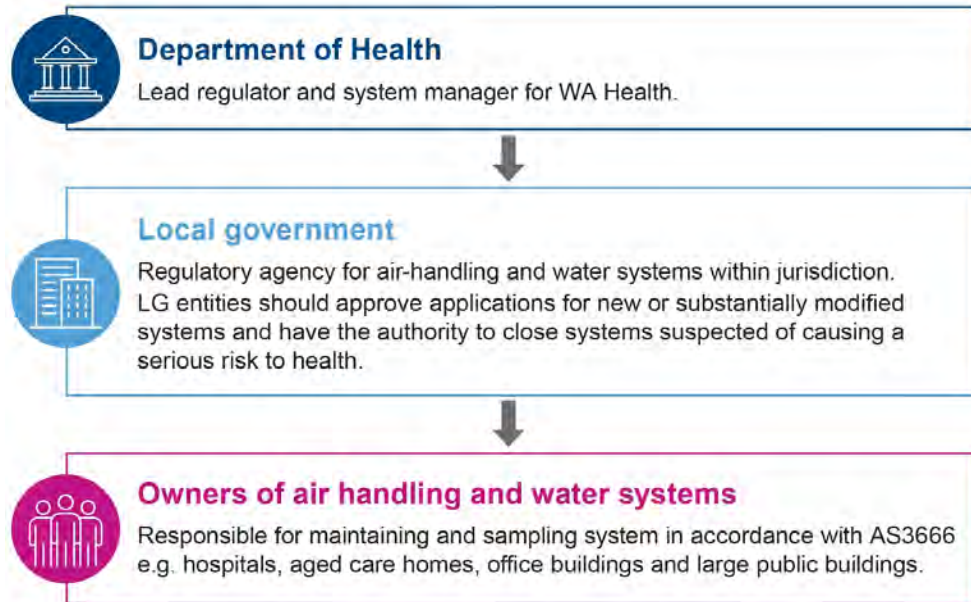 Department of Health
Lead regulator and system manager for WA Health.
Local government
Regulatory agency for air-handling and water systems within jurisdiction.
LG entities should approve applications for new or substantially modified
systems and have the authority to close systems suspected of causing a
serious risk to health.
Owners of air handling and water systems
Responsible for maintaining and sampling system in accordance with AS3666
e.g. hospitals, aged care homes, office buildings and large public buildings.